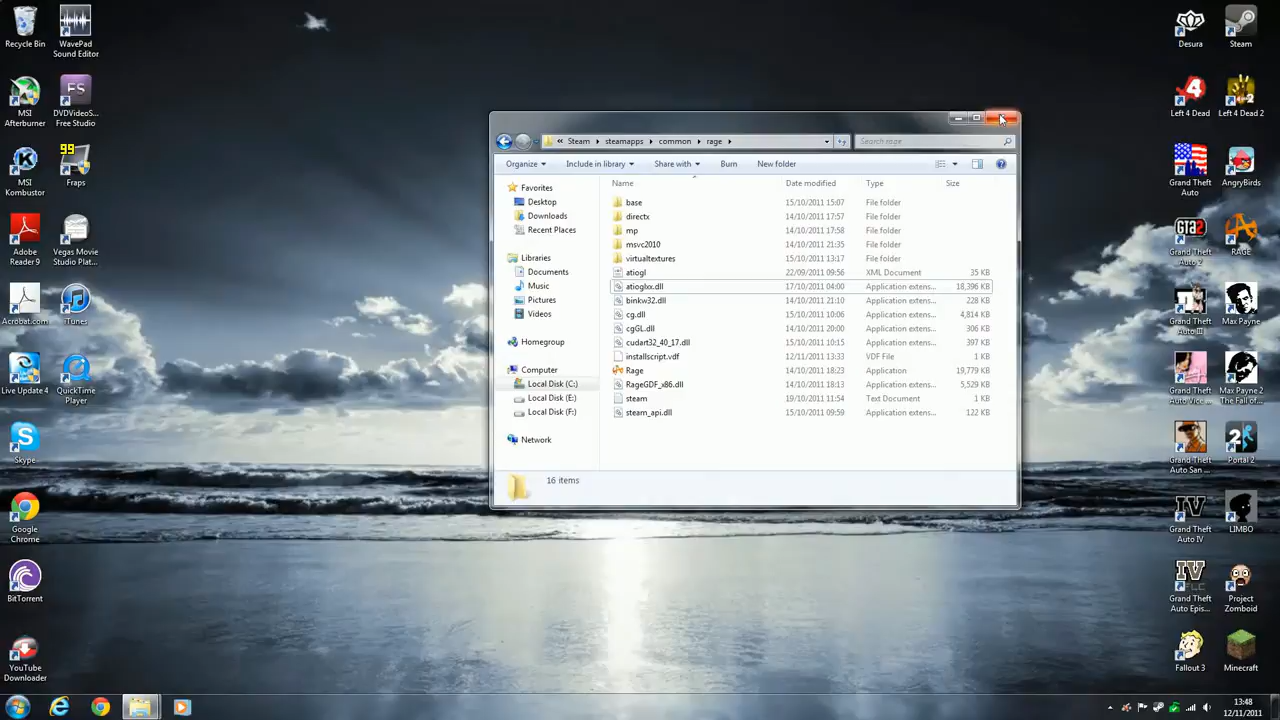 Recycle Bin
WavePad Sound Editor
MSI Afterburner
DVDVideoS... Free Studio
MSI Kombustor
99
Fraps
Adobe Reader 9
Vegas Movie Studio Plat...
Acrobat.com
iTunes
Live Update 4
QuickTime Player
Skype
Google Chrome
BitTorrent
YouTube Downloader
« Steam steamapps common rage
Search rage
Organize Include in library Share with Burn New folder
Favorites
Desktop
Downloads
Recent Places
Libraries
Documents
Music
Pictures
Videos
Homegroup
Computer
Local Disk (C:)
Local Disk (E:)
Local Disk (F:)
Network
Name Date modified Type Size
base 15/10/2011 15:07 File folder
directx 14/10/2011 17:57 File folder
mp 14/10/2011 17:58 File folder
msvc2010 14/10/2011 21:35 File folder
virtualtextures 15/10/2011 13:17 File folder
atiogl 22/09/2011 09:56 XML Document 35 KB
atioglxx.dll 17/10/2011 04:00 Application extens... 18,396 KB
binkw32.dll 14/10/2011 21:10 Application extens... 228 KB
cg.dll 15/10/2011 10:06 Application extens... 4,814 KB
cgGL.dll 14/10/2011 20:00 Application extens... 306 KB
cudart32_40_17.dll 15/10/2011 10:15 Application extens... 397 KB
installscript.vdf 12/11/2011 13:33 VDF File 1 KB
Rage 14/10/2011 18:23 Application 19,779 KB
RageGDF_x86.dll 14/10/2011 18:13 Application extens... 5,529 KB
steam 19/10/2011 11:54 Text Document 1 KB
steam_api.dll 15/10/2011 09:59 Application extens... 122 KB
16 items
Desura
Steam
Left 4 Dead
Left 4 Dead 2
Grand Theft Auto
AngryBirds
Grand Theft Auto 2
RAGE
Grand Theft Auto III
Max Payne
Grand Theft Auto Vice ...
Max Payne 2 The Fall of...
Grand Theft Auto San ...
Portal 2
Grand Theft Auto IV
LIMBO
Grand Theft Auto Epis...
Project Zomboid
Fallout 3
Minecraft
13:48
12/11/2011